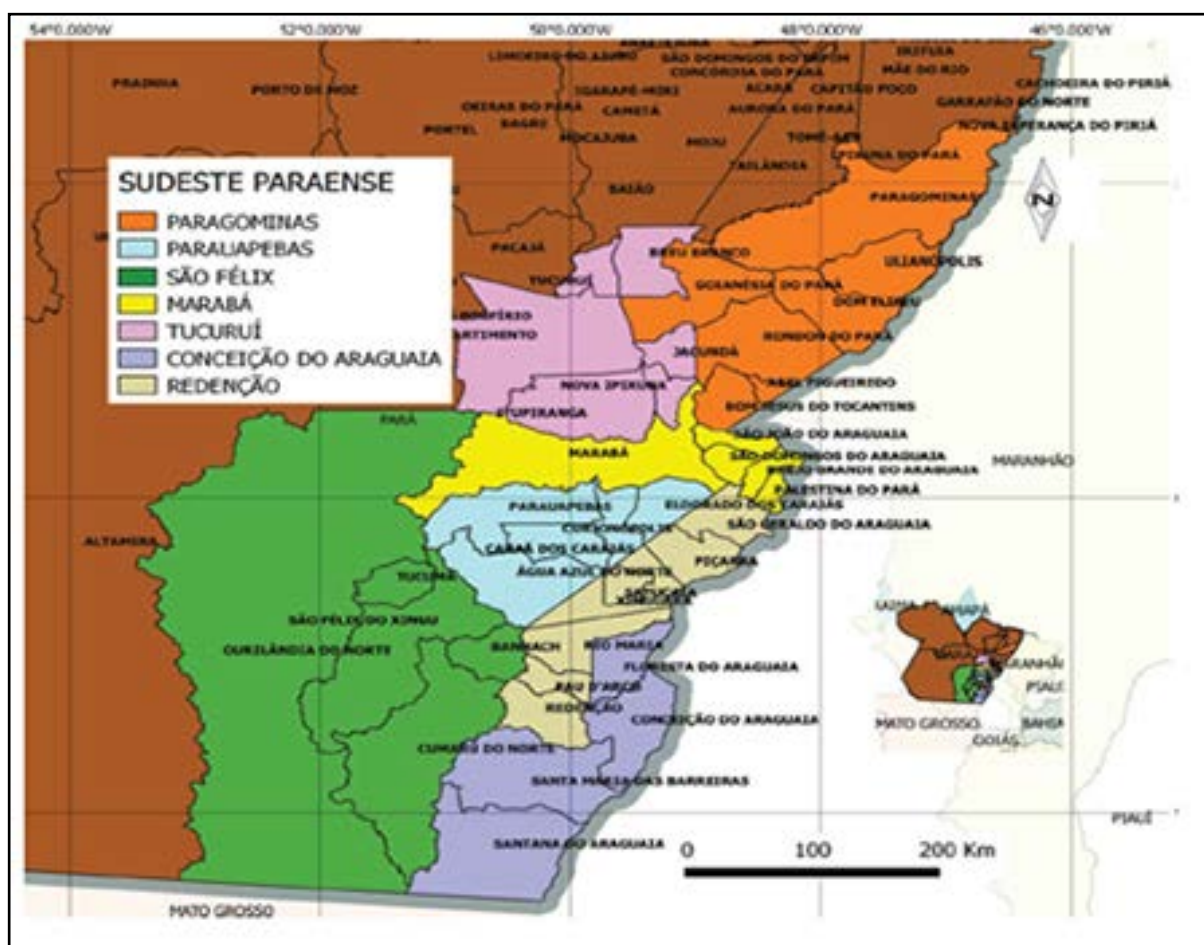 54°0.000'W 52°0.000'W 50°0.000'W 48°0.000'W 46°0.000'W
LIMOEIRO DO AJURU
IRITUIA
CONCÓRDIA DO PARÁ
MÃE DO RIO
PRAINHA
PORTO DE MOZ
IGARAPÉ-MIRI
ACARÁ
CAPITÃO POÇO
CACHOEIRA DO PIRIÁ
OEIRAS DO PARÁ
CAMETÁ
AURORA DO PARÁ
GARRAFÃO DO NORTE
PORTEL
BAGRE
MOCAJUBA
MOJU
NOVA ESPERANÇA DO PIRIÁ
IPIXUNA DO PARÁ
TAILÂNDIA
BAIÃO
PARAGOMINAS
SUDESTE PARAENSE
PARAGOMINAS
PARAUAPEBAS
SÃO FÉLIX
MARABÁ
TUCURUÍ
CONCEIÇÃO DO ARAGUAIA
REDENÇÃO
N
PACAJÁ
BREU BRANCO
ULIANÓPOLIS
TUCURUÍ
GOIANÉSIA DO PARÁ
DOM ELISEU
RONDON DO PARÁ
JACUNDÁ
NOVA IPIXUNA
ABEL FIGUEIRIDO
ITUPIRANGA
BOM JESUS DO TOCANTINS
PARÁ
SÃO JOÃO DO ARAGUAIA
MARABÁ
SÃO DOMINGOS DO ARAGUAIA
MARANHÃO
BREJO GRANDE DO ARAGUAIA
PALESTINA DO PARÁ
PARAUAPEBAS
ELDORADO DOS CARAJÁS
CURIONÓPOLIS
SÃO GERALDO DO ARAGUAIA
ALTAMIRA
CANAÃ DOS CARAJÁS
PIÇARRA
TUCUMÃ
ÁGUA AZUL DO NORTE
SÃO FÉLIX DO XINGU
OURILÂNDIA DO NORTE
BANNACH
RIO MARIA
FLORESTA DO ARAGUAIA
PAU D'ARCO
REDENÇÃO
CONCEIÇÃO DO ARAGUAIA
CUMARU DO NORTE
SANTA MARIA DAS BARREIRAS
SANTANA DO ARAGUAIA
AMAPÁ
MATO GROSSO
BAHIA
GOIÁS
PIAUÍ
0 100 200 Km
MATO GROSSO